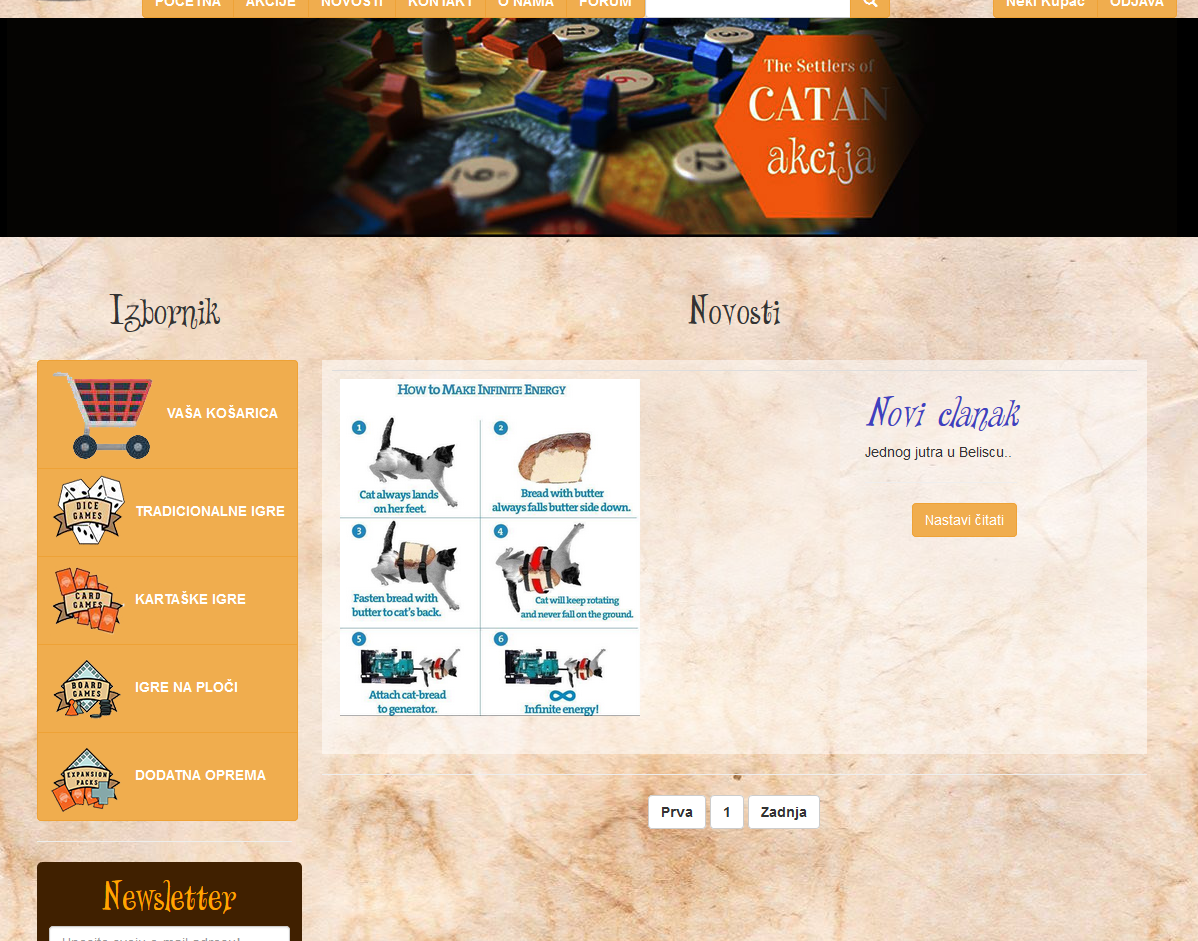 POČETNA AKCIJE NOVOSTI KONTAKT O NAMA FORUM Neki Kupac ODJAVA
The Settlers of
CATAN
akcija
11
6
9
12
Izbornik
VAŠA KOŠARICA
DICE
GAMES
TRADICIONALNE IGRE
CARD
GAMES
KARTAŠKE IGRE
BOARD
GAMES
IGRE NA PLOČI
EXPANSION
PACKS
DODATNA OPREMA
Newsletter
Novosti
HOW TO MAKE INFINITE ENERGY
1
Cat always lands
on her feet.
2
Bread with butter
always falls butter side down.
3
Fasten bread with
butter to cat's back.
4
Cat will keep rotating
and never fall on the ground.
5
Attach cat-bread
to generator.
6
Infinite energy!
Novi clanak
Jednog jutra u Beliscu..
Nastavi čitati
Prva 1 Zadnja